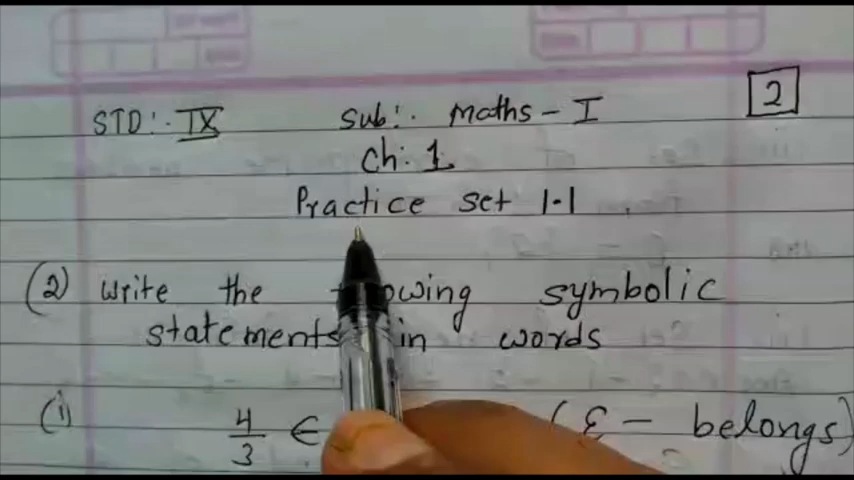 2
STD:- IX Sub:- Maths - I
Ch: 1
Practice set 1.1
(2) Write the symbolic
statements in words
(i) 4/3 ∈ (ε - belongs)